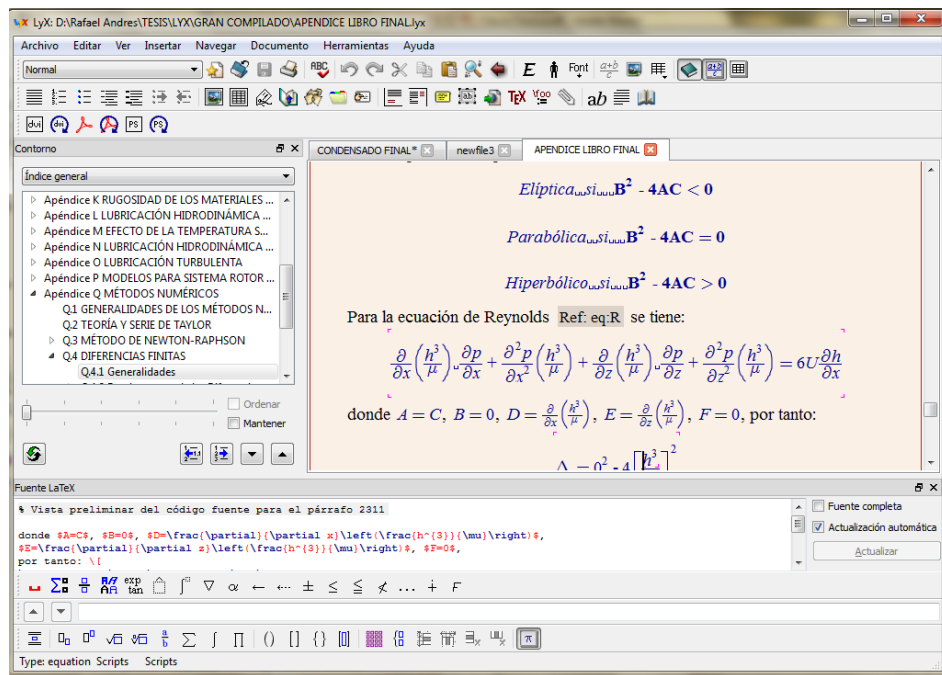 LyX: D:\Rafael Andres\TESIS\LYX\GRAN COMPILADO\APENDICE LIBRO FINAL.lyx
Archivo Editar Ver Insertar Navegar Documento Herramientas Ayuda
Normal
Contorno
Índice general
Apéndice K RUGOSIDAD DE LOS MATERIALES ...
Apéndice L LUBRICACIÓN HIDRODINÁMICA ...
Apéndice M EFECTO DE LA TEMPERATURA S...
Apéndice N LUBRICACIÓN HIDRODINÁMICA ...
Apéndice O LUBRICACIÓN TURBULENTA
Apéndice P MODELOS PARA SISTEMA ROTOR ...
Apéndice Q MÉTODOS NUMÉRICOS
Q.1 GENERALIDADES DE LOS MÉTODOS N...
Q.2 TEORÍA Y SERIE DE TAYLOR
Q.3 MÉTODO DE NEWTON-RAPHSON
Q.4 DIFERENCIAS FINITAS
Q.4.1 Generalidades
Ordenar
Mantener
CONDENSADO FINAL* newfile3 APENDICE LIBRO FINAL
Elíptica si B² - 4AC < 0
Parabólica si B² - 4AC = 0
Hiperbólico si B² - 4AC > 0
Para la ecuación de Reynolds Ref: eq:R se tiene:
∂/∂x (h³/μ) ∂p/∂x + ∂²p/∂x² (h³/μ) + ∂/∂z (h³/μ) ∂p/∂z + ∂²p/∂z² (h³/μ) = 6U ∂h/∂x
donde A = C, B = 0, D = ∂/∂x (h³/μ), E = ∂/∂z (h³/μ), F = 0, por tanto:
Δ = 0² - 4 [h³]²
Fuente LaTeX
% Vista preliminar del código fuente para el párrafo 2311
donde $A=C$, $B=0$, $D=\frac{\partial}{\partial x}\left(\frac{h^{3}}{\mu}\right)$,
$E=\frac{\partial}{\partial z}\left(\frac{h^{3}}{\mu}\right)$, $F=0$,
por tanto: \[
Fuente completa
Actualización automática
Actualizar
Type: equation Scripts Scripts